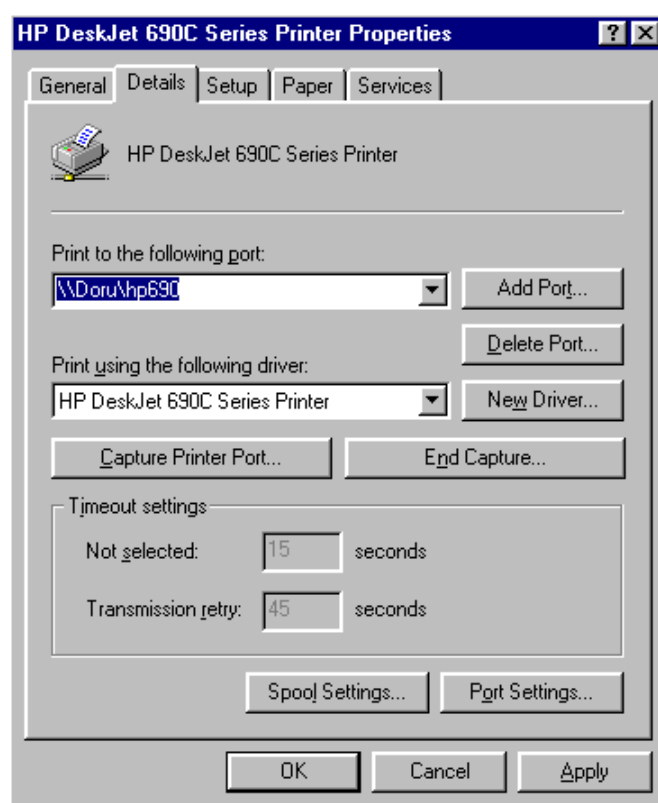 HP DeskJet 690C Series Printer Properties
General Details Setup Paper Services
HP DeskJet 690C Series Printer
Print to the following port:
\\Doru\hp690 Add Port...
Delete Port...
Print using the following driver:
HP DeskJet 690C Series Printer New Driver...
Capture Printer Port... End Capture...
Timeout settings
Not selected: 15 seconds
Transmission retry: 45 seconds
Spool Settings... Port Settings...
OK Cancel Apply